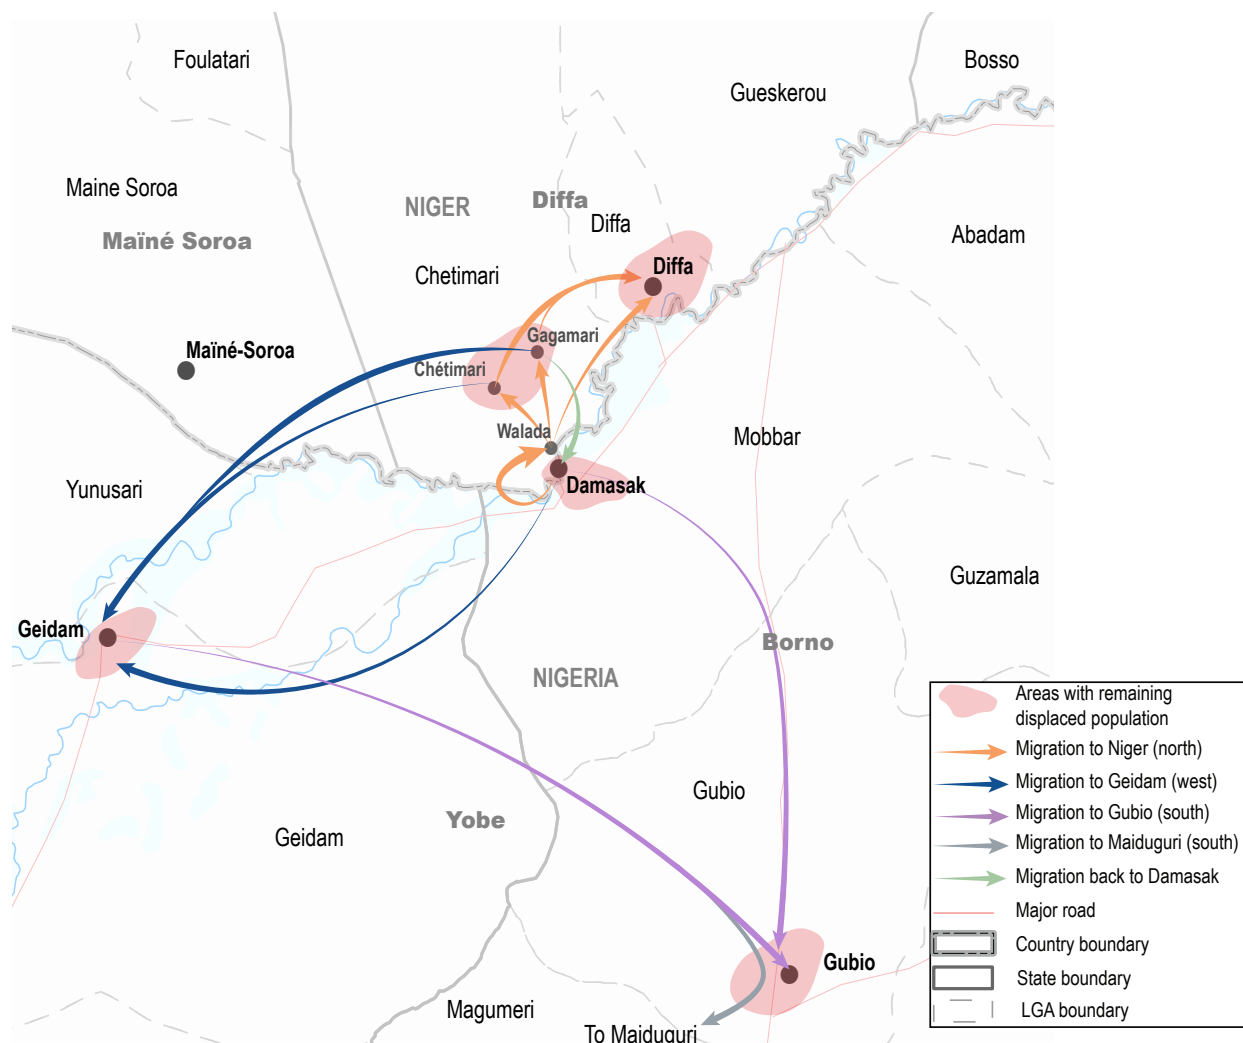 Foulatari
Bosso
Gueskerou
Maine Soroa
NIGER
Diffa
Diffa
Maïné Soroa
Abadam
Chetimari
Diffa
Gagamari
Maïné-Soroa
Chétimari
Walada
Mobbar
Yunusari
Damasak
Guzamala
Geidam
Borno
NIGERIA
Areas with remaining
displaced population
Migration to Niger (north)
Migration to Geidam (west)
Gubio
Migration to Gubio (south)
Yobe
Geidam
Migration to Maiduguri (south)
Migration back to Damasak
Major road
Country boundary
Gubio
State boundary
Magumeri
LGA boundary
To Maiduguri